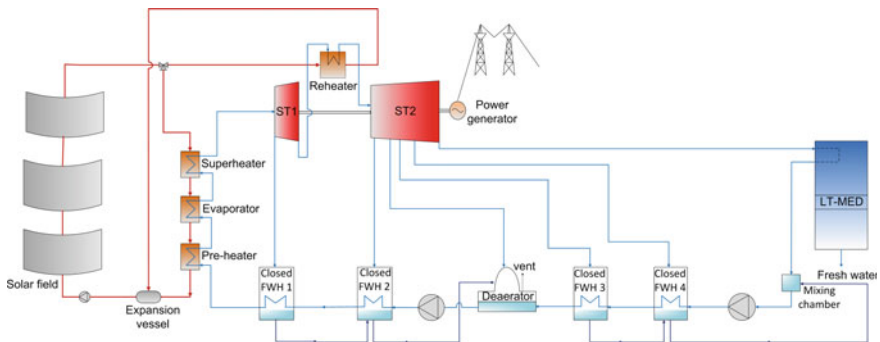 Reheater
ST1
ST2
Power
generator
Superheater
Evaporator
Pre-heater
Solar field
Expansion
vessel
Closed
FWH 1
Closed
FWH 2
vent
Deaerator
Closed
FWH 3
Closed
FWH 4
LT-MED
Fresh water
Mixing
chamber